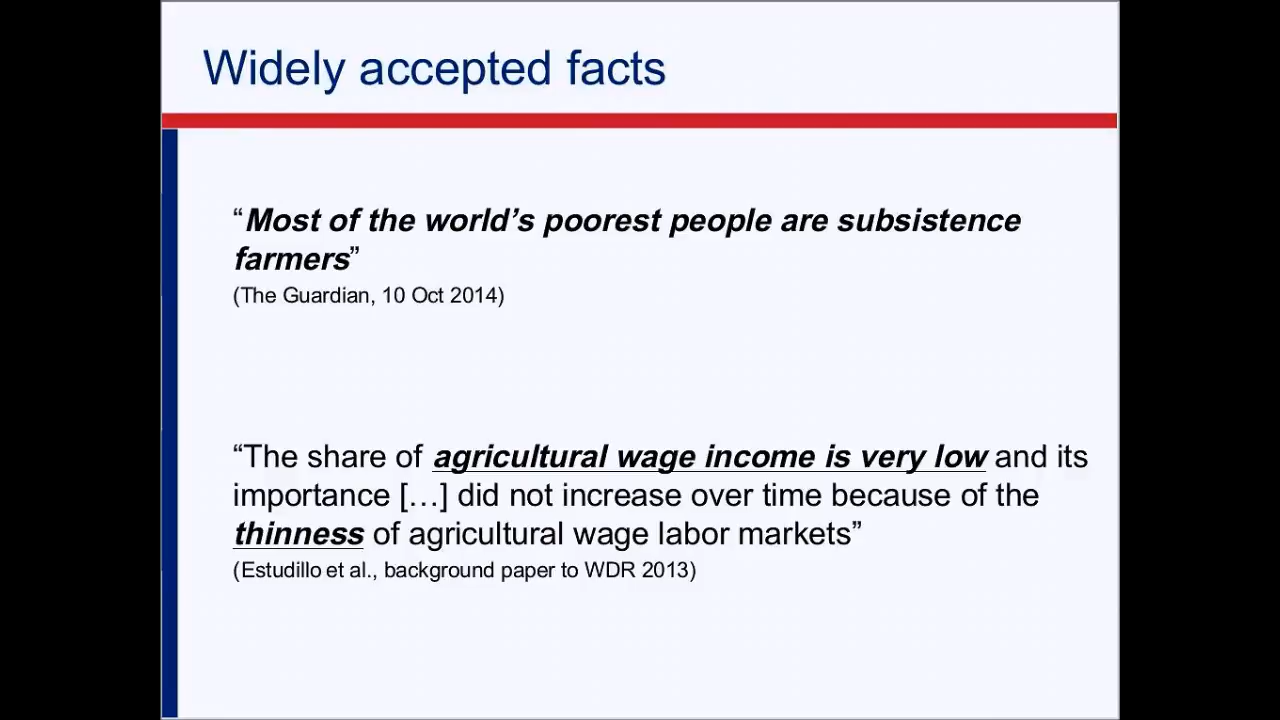 Widely accepted facts
“Most of the world’s poorest people are subsistence
farmers”
(The Guardian, 10 Oct 2014)
“The share of agricultural wage income is very low and its
importance […] did not increase over time because of the
thinness of agricultural wage labor markets”
(Estudillo et al., background paper to WDR 2013)